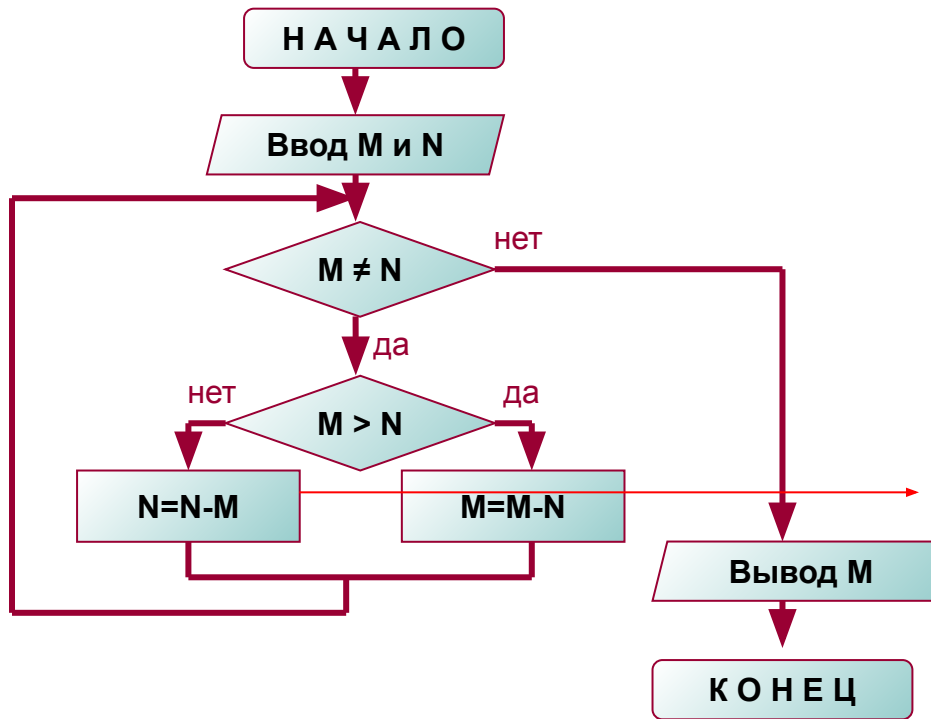 Н А Ч А Л О
Ввод M и N
нет
M ≠ N
да
нет
да
M > N
N=N-M
M=M-N
Вывод M
К О Н Е Ц